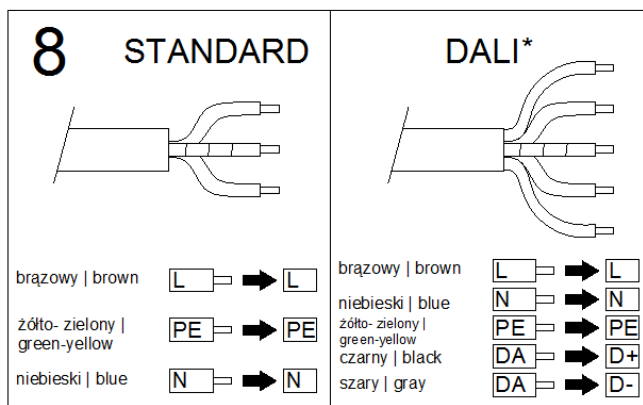 8 STANDARD
brązowy | brown L L
żółto- zielony |
green-yellow PE PE
niebieski | blue N N
DALI*
brązowy | brown L L
niebieski | blue N N
żółto- zielony |
green-yellow PE PE
czarny | black DA D+
szary | gray DA D-